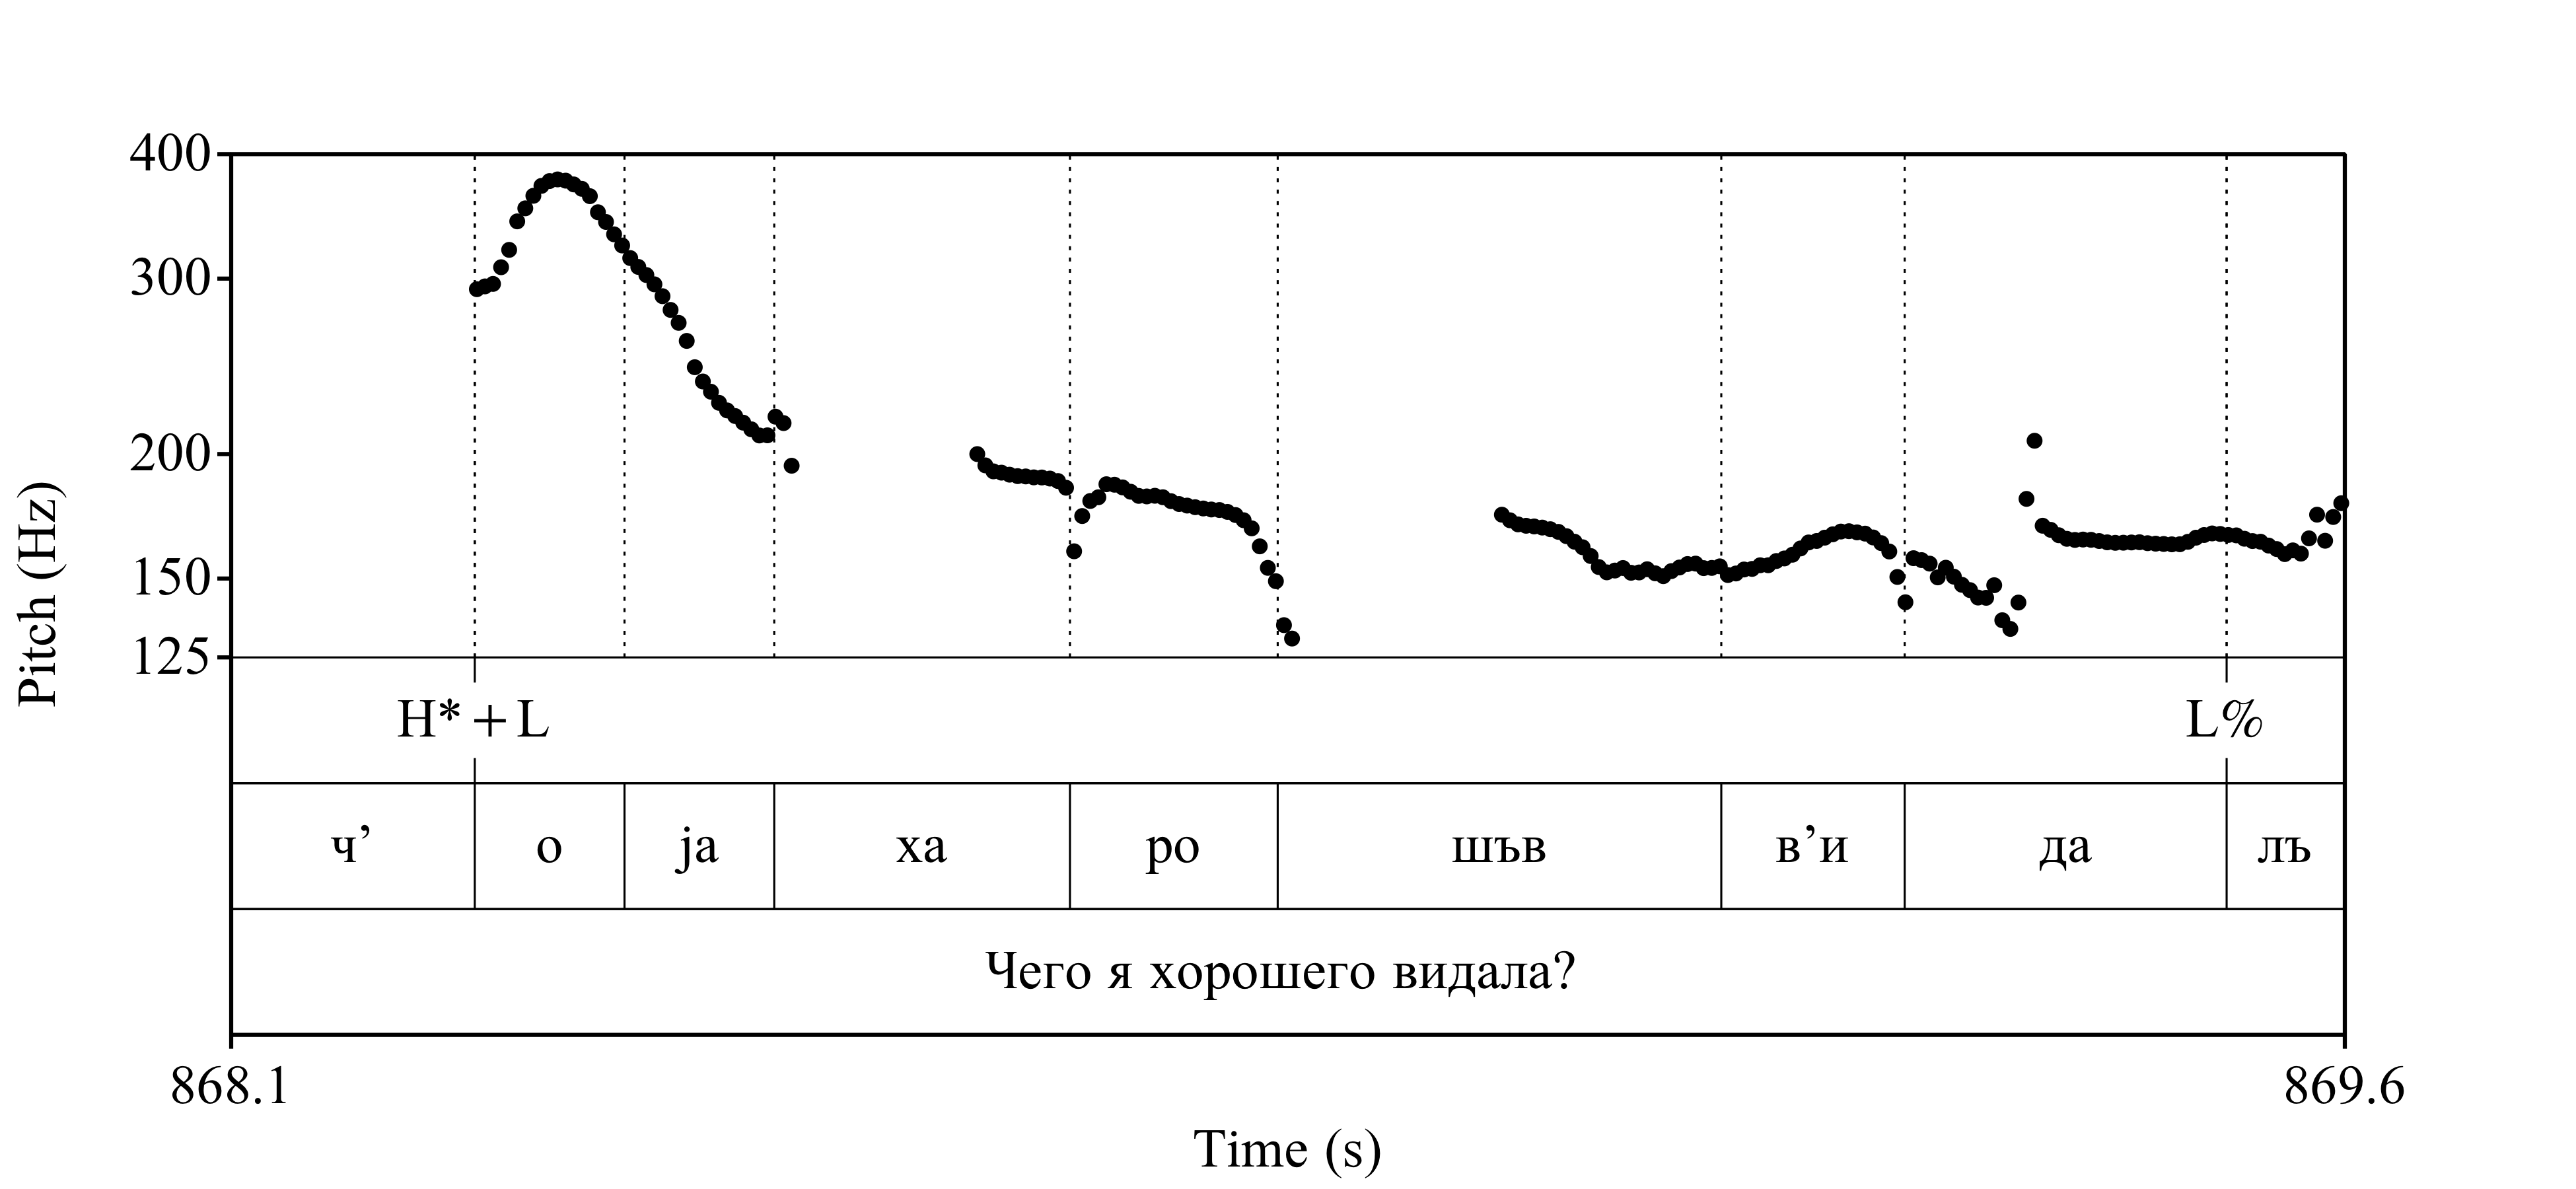 400
300
200
150
125
Pitch (Hz)
H* + L L%
ч’ о ја ха ро шъв в’и да лъ
Чего я хорошего видала?
868.1 869.6
Time (s)